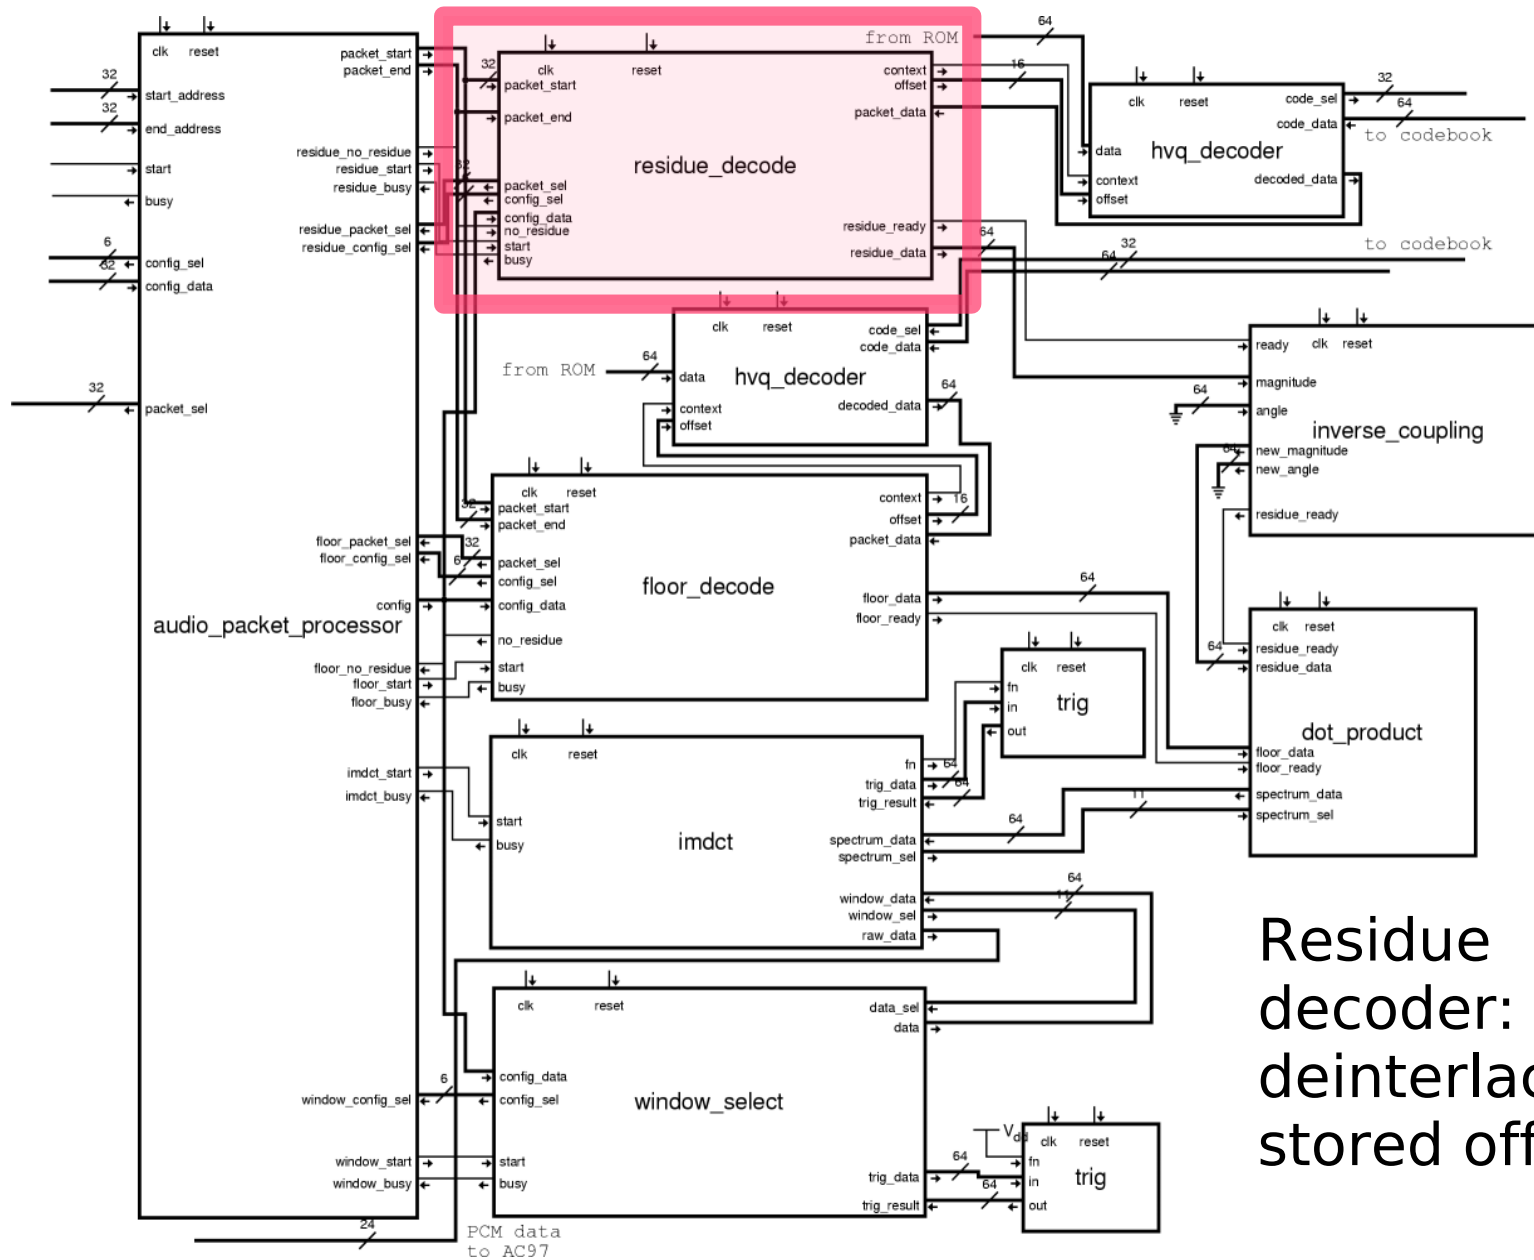 clk reset
32
start_address
32
end_address
start
busy
6
config_sel
32
config_data
32
packet_sel
audio_packet_processor
packet_start
packet_end
residue_no_residue
residue_start
residue_busy
residue_packet_sel
residue_config_sel
floor_packet_sel
floor_config_sel
config
floor_no_residue
floor_start
floor_busy
imdct_start
imdct_busy
window_config_sel
window_start
window_busy
24
PCM data
to AC97
32
clk reset
packet_start
packet_end
32
packet_sel
config_sel
config_data
no_residue
start
busy
residue_decode
context
offset
packet_data
residue_ready
residue_data
from ROM
64
16
clk reset
data
context
offset
hvq_decoder
code_sel
code_data
decoded_data
32
64
to codebook
64
to codebook
32
64
clk reset
from ROM
64
data
context
offset
hvq_decoder
code_sel
code_data
decoded_data
64
clk reset
ready
magnitude
64
angle
inverse_coupling
64
new_magnitude
new_angle
residue_ready
clk reset
32
packet_start
packet_end
32
packet_sel
6
config_sel
config_data
no_residue
start
busy
floor_decode
context
16
offset
packet_data
floor_data
floor_ready
64
clk reset
fn
in
out
trig
clk reset
64
residue_ready
residue_data
dot_product
floor_data
floor_ready
spectrum_data
spectrum_sel
clk reset
start
busy
imdct
fn
64
trig_data
64
trig_result
64
11
spectrum_data
spectrum_sel
64
11
window_data
window_sel
raw_data
clk reset
6
config_data
config_sel
start
busy
window_select
data_sel
data
trig_data
trig_result
64
64
Vdd
clk reset
fn
in
out
trig
Residue
decoder:
deinterlac
stored off